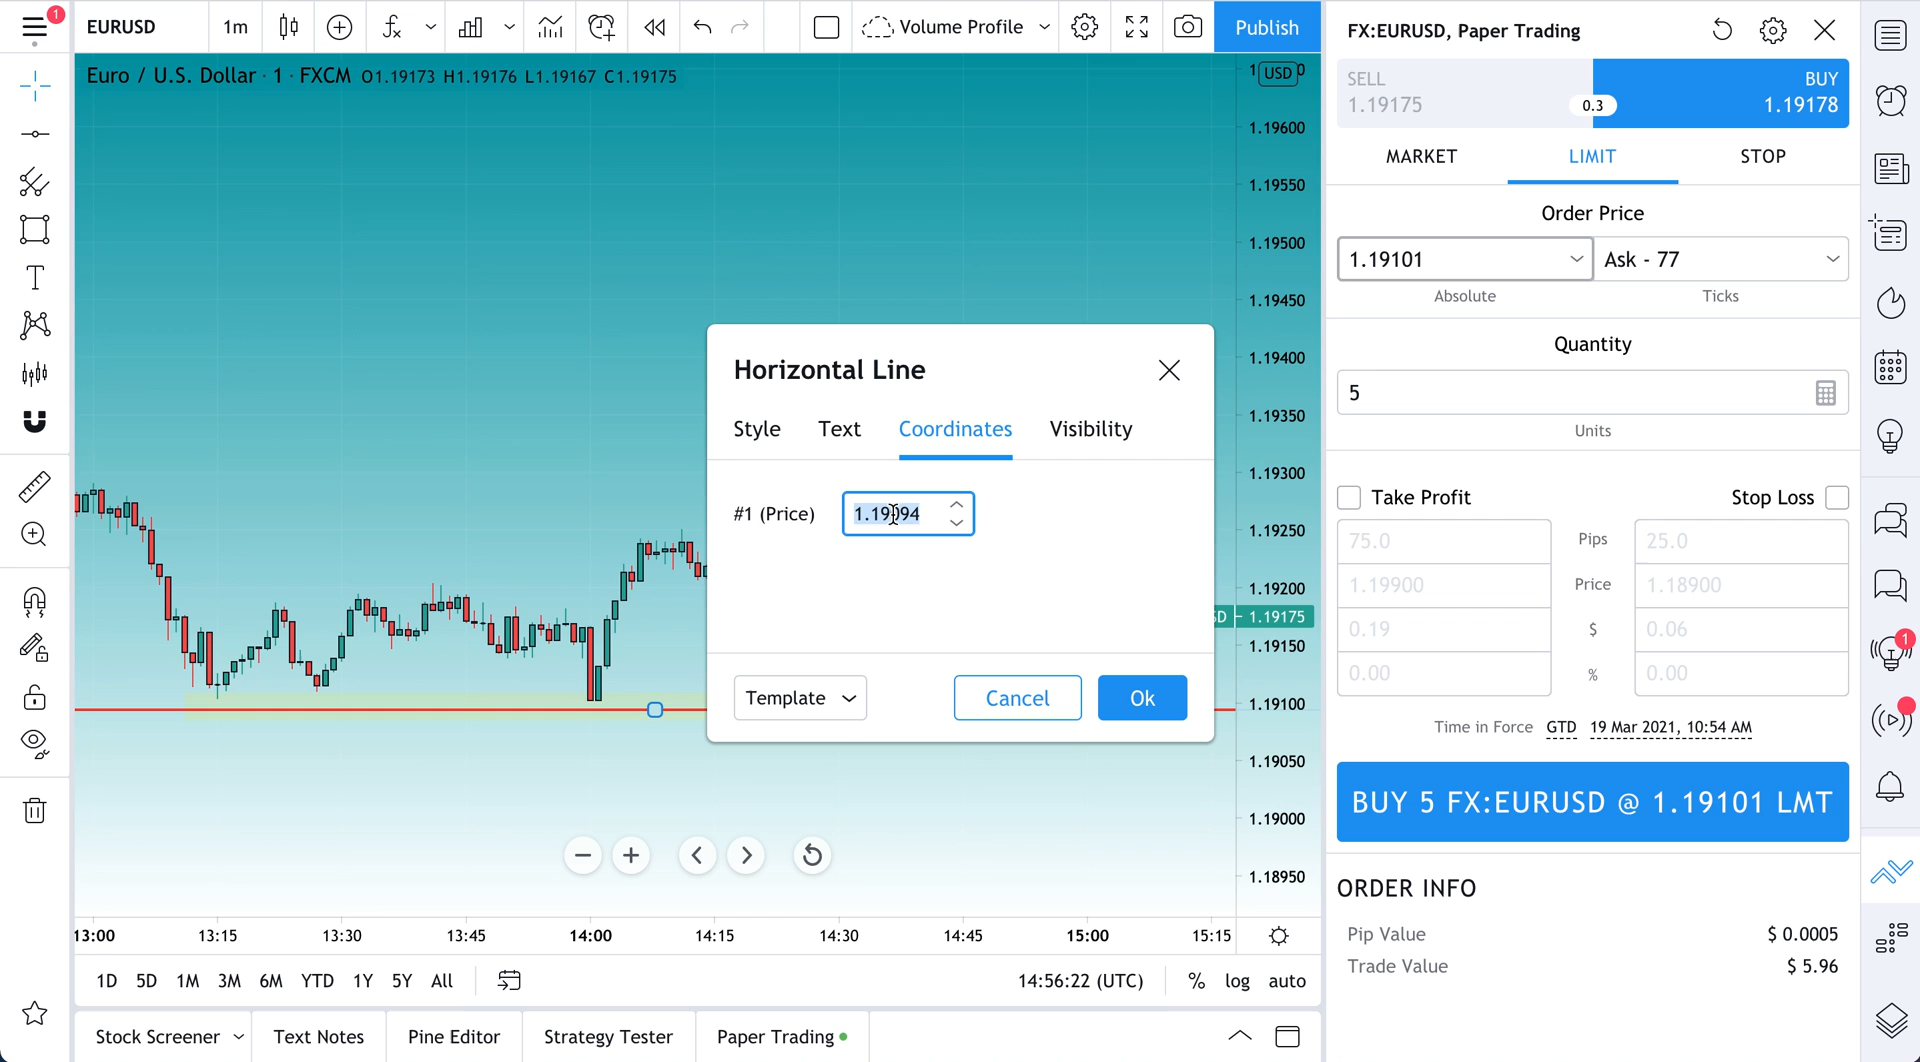 1
EURUSD
1m
Volume Profile
Publish
Euro / U.S. Dollar · 1 · FXCM O1.19173 H1.19176 L1.19167 C1.19175
USD
1.19600
1.19550
1.19500
1.19450
1.19400
1.19350
1.19300
1.19250
1.19200
1.19175
1.19150
1.19100
1.19050
1.19000
1.18950
Horizontal Line
Style Text Coordinates Visibility
#1 (Price) 1.19094
Template
Cancel
Ok
13:00 13:15 13:30 13:45 14:00 14:15 14:30 14:45 15:00 15:15
1D 5D 1M 3M 6M YTD 1Y 5Y All
14:56:22 (UTC) % log auto
Stock Screener Text Notes Pine Editor Strategy Tester Paper Trading
FX:EURUSD, Paper Trading
SELL
1.19175
0.3
BUY
1.19178
MARKET LIMIT STOP
Order Price
1.19101 Ask - 77
Absolute Ticks
Quantity
5
Units
Take Profit Stop Loss
75.0 Pips 25.0
1.19900 Price 1.18900
0.19 $ 0.06
0.00 % 0.00
Time in Force GTD 19 Mar 2021, 10:54 AM
BUY 5 FX:EURUSD @ 1.19101 LMT
ORDER INFO
Pip Value $ 0.0005
Trade Value $ 5.96
1